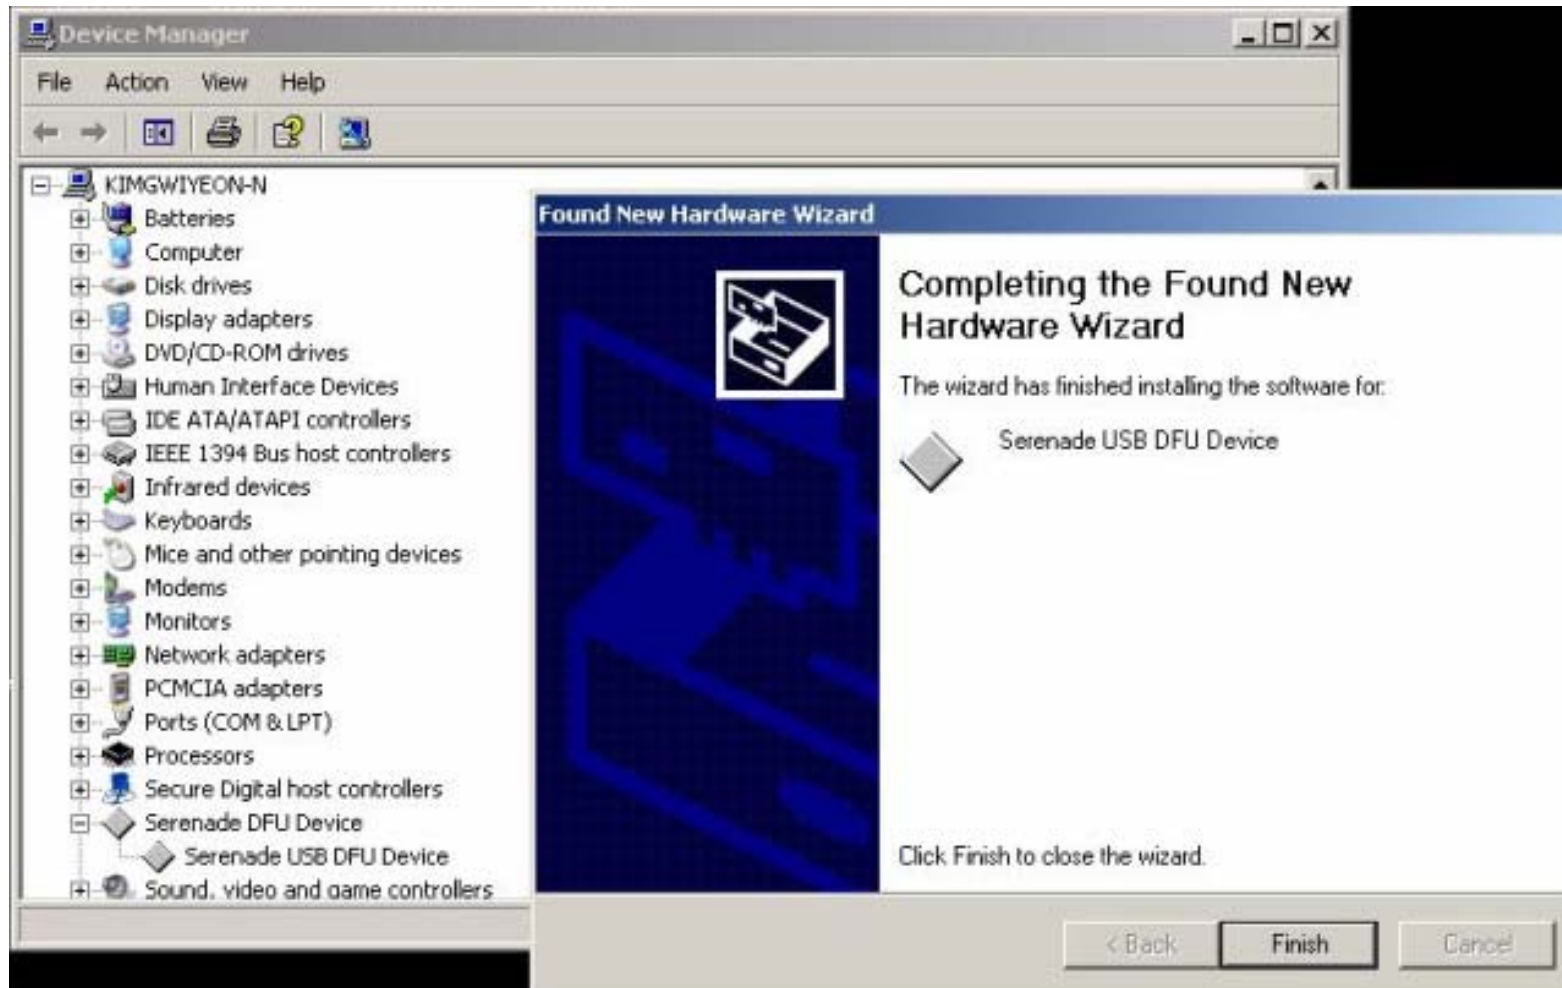 Device Manager
File Action View Help
KIMGWIYEON-N
Batteries
Computer
Disk drives
Display adapters
DVD/CD-ROM drives
Human Interface Devices
IDE ATA/ATAPI controllers
IEEE 1394 Bus host controllers
Infrared devices
Keyboards
Mice and other pointing devices
Modems
Monitors
Network adapters
PCMCIA adapters
Ports (COM & LPT)
Processors
Secure Digital host controllers
Serenade DFU Device
Serenade USB DFU Device
Sound, video and game controllers
Found New Hardware Wizard
Completing the Found New
Hardware Wizard
The wizard has finished installing the software for:
Serenade USB DFU Device
Click Finish to close the wizard.
< Back Finish Cancel